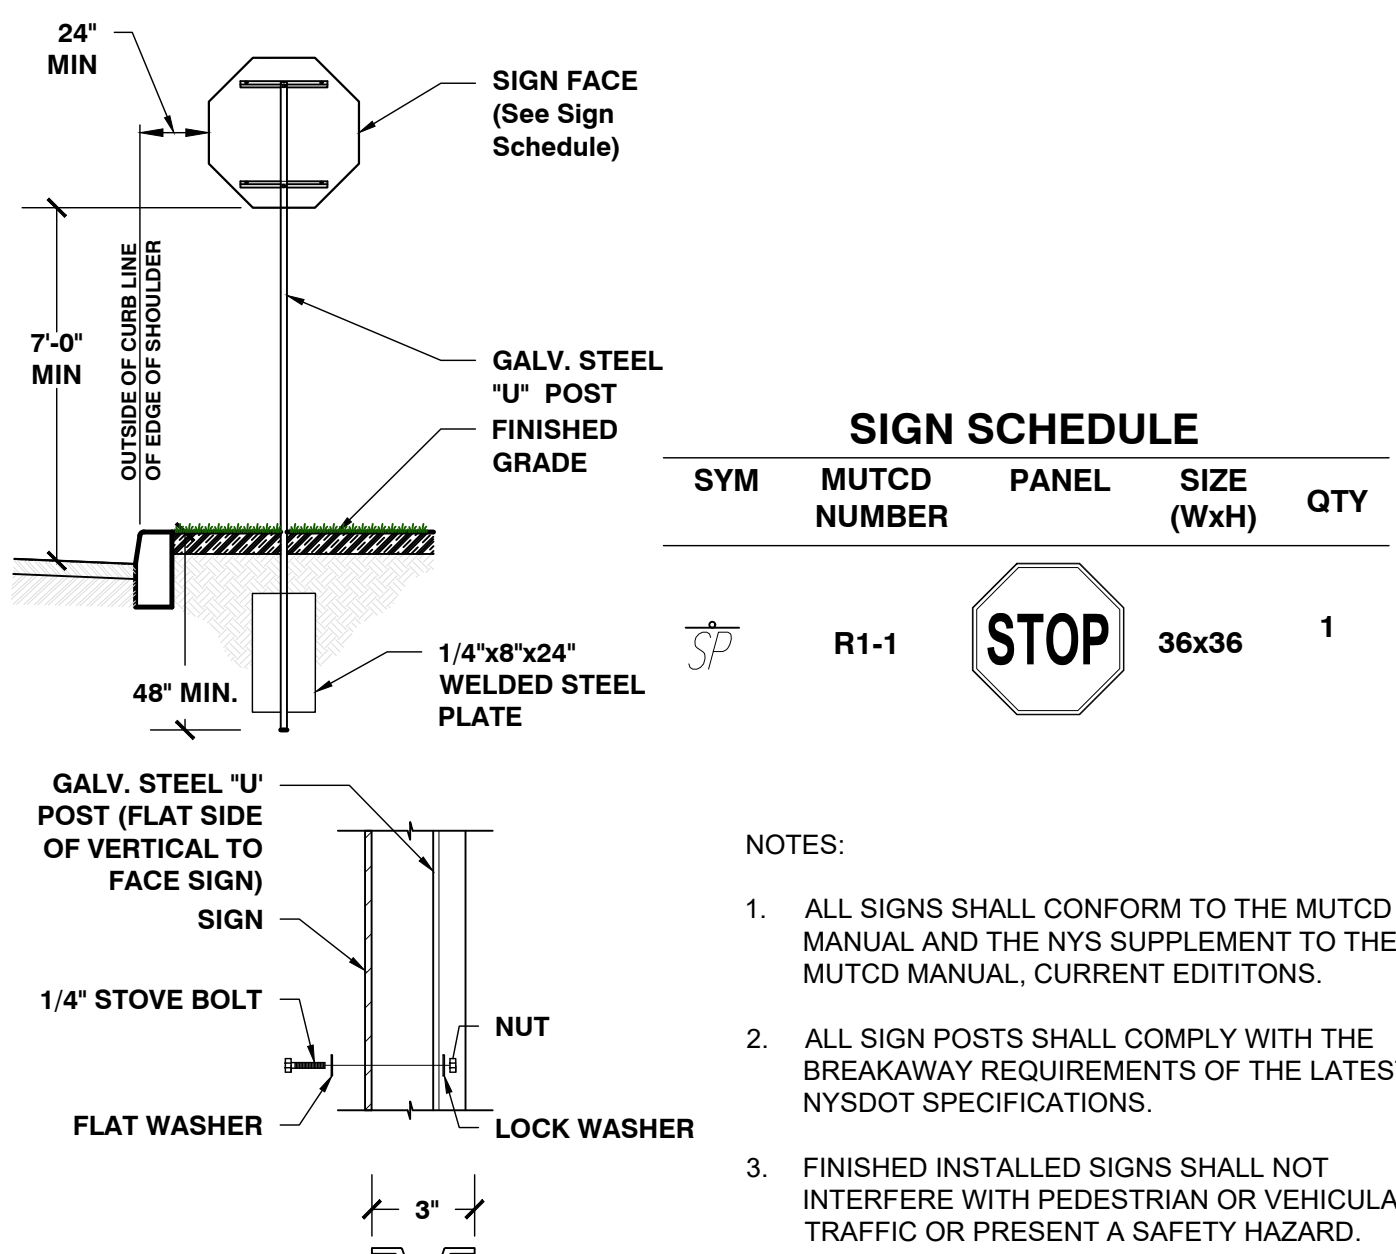 24"
MIN
SIGN FACE
(See Sign
Schedule)
OUTSIDE OF CURB LINE
OF EDGE OF SHOULDER
7'-0"
MIN
GALV. STEEL
"U" POST
FINISHED
GRADE
1/4"x8"x24"
WELDED STEEL
PLATE
48" MIN.
SIGN SCHEDULE
SYM MUTCD NUMBER PANEL SIZE (WxH) QTY
SP R1-1 STOP 36x36 1
GALV. STEEL "U'
POST (FLAT SIDE
OF VERTICAL TO
FACE SIGN)
SIGN
1/4" STOVE BOLT
NUT
FLAT WASHER
LOCK WASHER
3"
NOTES:
1. ALL SIGNS SHALL CONFORM TO THE MUTCD
MANUAL AND THE NYS SUPPLEMENT TO THE
MUTCD MANUAL, CURRENT EDITITONS.
2. ALL SIGN POSTS SHALL COMPLY WITH THE
BREAKAWAY REQUIREMENTS OF THE LATEST
NYSDOT SPECIFICATIONS.
3. FINISHED INSTALLED SIGNS SHALL NOT
INTERFERE WITH PEDESTRIAN OR VEHICULA
TRAFFIC OR PRESENT A SAFETY HAZARD.